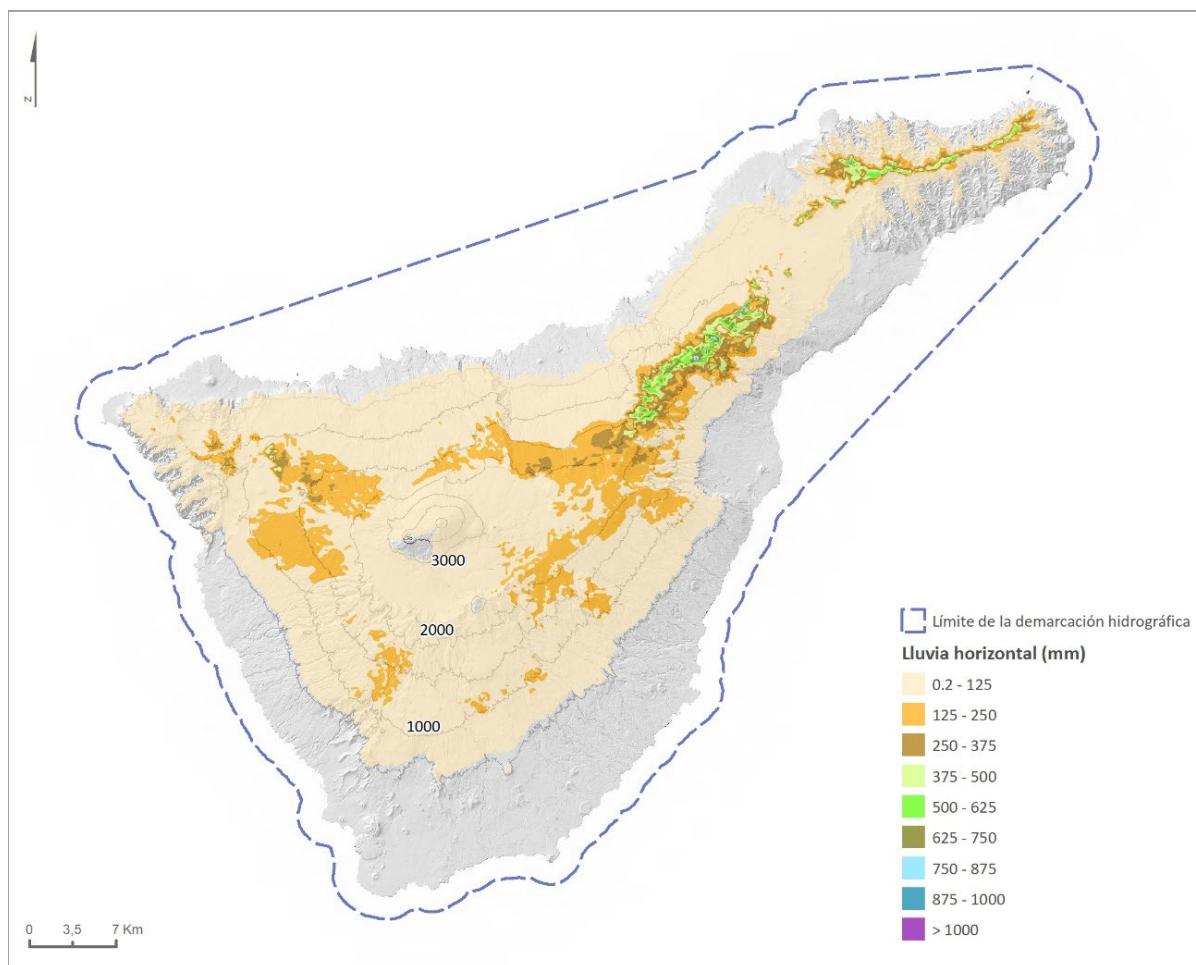 N
3000
2000
1000
Límite de la demarcación hidrográfica
Lluvia horizontal (mm)
0.2 - 125
125 - 250
250 - 375
375 - 500
500 - 625
625 - 750
750 - 875
875 - 1000
> 1000
0 3,5 7 Km